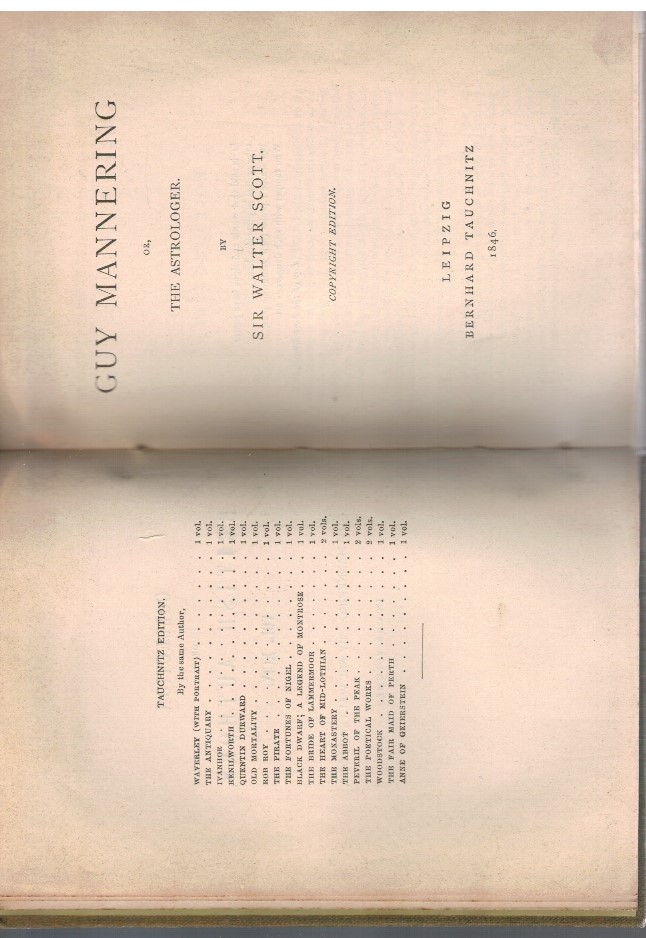 TAUCHNITZ EDITION.
By the same Author,
WAVERLEY (WITH PORTRAIT) . . . . . . . . 1 vol.
THE ANTIQUARY . . . . . . . . . . . 1 vol.
IVANHOE . . . . . . . . . . . . . 1 vol.
KENILWORTH . . . . . . . . . . . . 1 vol.
QUENTIN DURWARD . . . . . . . . . . 1 vol.
OLD MORTALITY . . . . . . . . . . . 1 vol.
ROB ROY . . . . . . . . . . . . . 1 vol.
THE PIRATE . . . . . . . . . . . . 1 vol.
THE FORTUNES OF NIGEL . . . . . . . . 1 vol.
BLACK DWARF; A LEGEND OF MONTROSE . . . 1 vol.
THE BRIDE OF LAMMERMOOR . . . . . . . 1 vol.
THE HEART OF MID-LOTHIAN . . . . . . . 2 vols.
THE MONASTERY . . . . . . . . . . . 1 vol.
THE ABBOT . . . . . . . . . . . . 1 vol.
PEVERIL OF THE PEAK . . . . . . . . . 2 vols.
THE POETICAL WORKS . . . . . . . . . 2 vols.
WOODSTOCK . . . . . . . . . . . . 1 vol.
THE FAIR MAID OF PERTH . . . . . . . . 1 vol.
ANNE OF GEIERSTEIN . . . . . . . . . 1 vol.
GUY MANNERING
OR,
THE ASTROLOGER.
BY
SIR WALTER SCOTT.
COPYRIGHT EDITION.
LEIPZIG
BERNHARD TAUCHNITZ
1846.